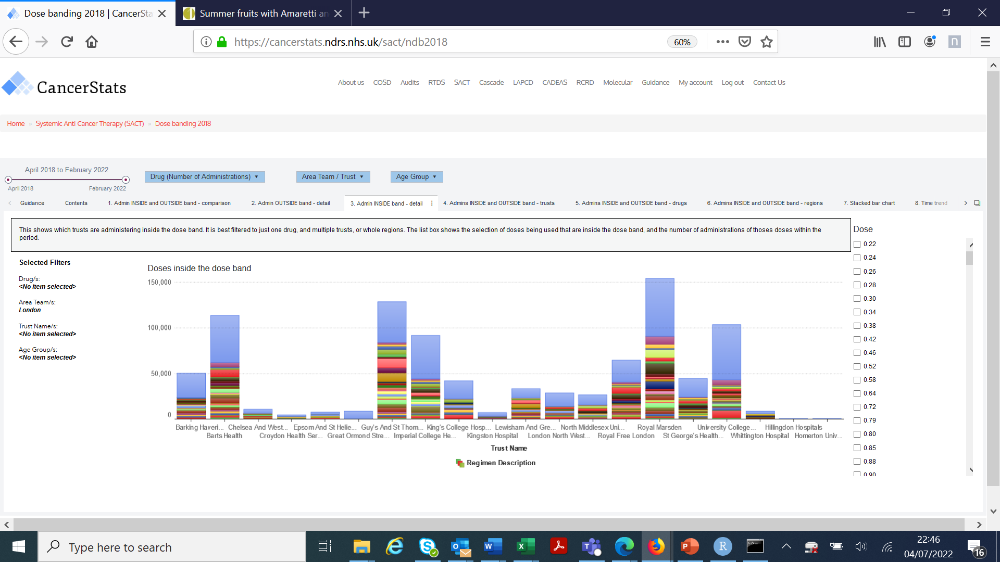 Dose banding 2018 | CancerSta
Summer fruits with Amaretti an
https://cancerstats.ndrs.nhs.uk/sact/ndb2018
60%
CancerStats
About us COSD Audits RTDS SACT Cascade LAPCD CADEAS RCRD Molecular Guidance My account Log out Contact Us
Home » Systemic Anti Cancer Therapy (SACT) » Dose banding 2018
April 2018 to February 2022
April 2018 February 2022
Drug (Number of Administrations) Area Team / Trust Age Group
Guidance Contents 1. Admin INSIDE and OUTSIDE band - comparison 2. Admin OUTSIDE band - detail 3. Admin INSIDE band - detail 4. Admins INSIDE and OUTSIDE band - trusts 5. Admins INSIDE and OUTSIDE band - drugs 6. Admins INSIDE and OUTSIDE band - regions 7. Stacked bar chart 8. Time trend
This shows which trusts are administering inside the dose band. It is best filtered to just one drug, and multiple trusts, or whole regions. The list box shows the selection of doses being used that are inside the dose band, and the number of administrations of thoses doses within the
period.
Selected Filters
Drug/s:
<No item selected>
Area Team/s:
London
Trust Name/s:
<No item selected>
Age Group/s:
<No item selected>
Doses inside the dose band
150,000
100,000
50,000
0
Barking Haveri... Chelsea And West... Epsom And St Helie... Guy's And St Thom... King's College Hosp... Lewisham And Gre... North Middlesex Uni... Royal Marsden University College... Hillingdon Hospitals
Barts Health Croydon Health Ser... Great Ormond Stre... Imperial College He... Kingston Hospital London North West... Royal Free London St George's Health... Whittington Hospital Homerton Univ...
Trust Name
Regimen Description
Dose
0.22
0.24
0.26
0.28
0.30
0.34
0.38
0.42
0.46
0.52
0.58
0.64
0.72
0.79
0.80
0.85
0.88
0.90
Type here to search
22:46
04/07/2022
16